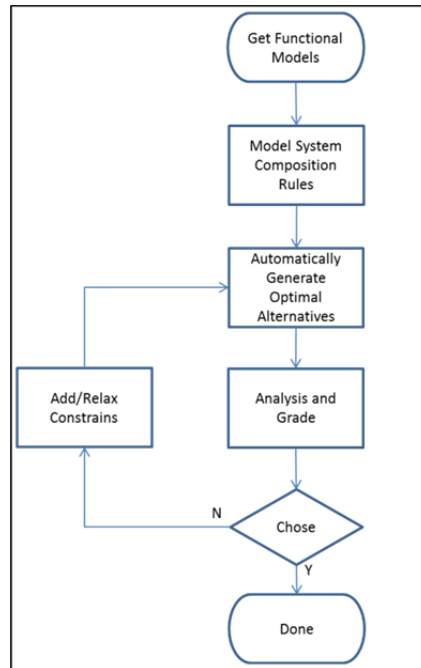 Get Functional
Models
Model System
Composition
Rules
Automatically
Generate
Optimal
Alternatives
Add/Relax
Constrains
Analysis and
Grade
N
Chose
Y
Done